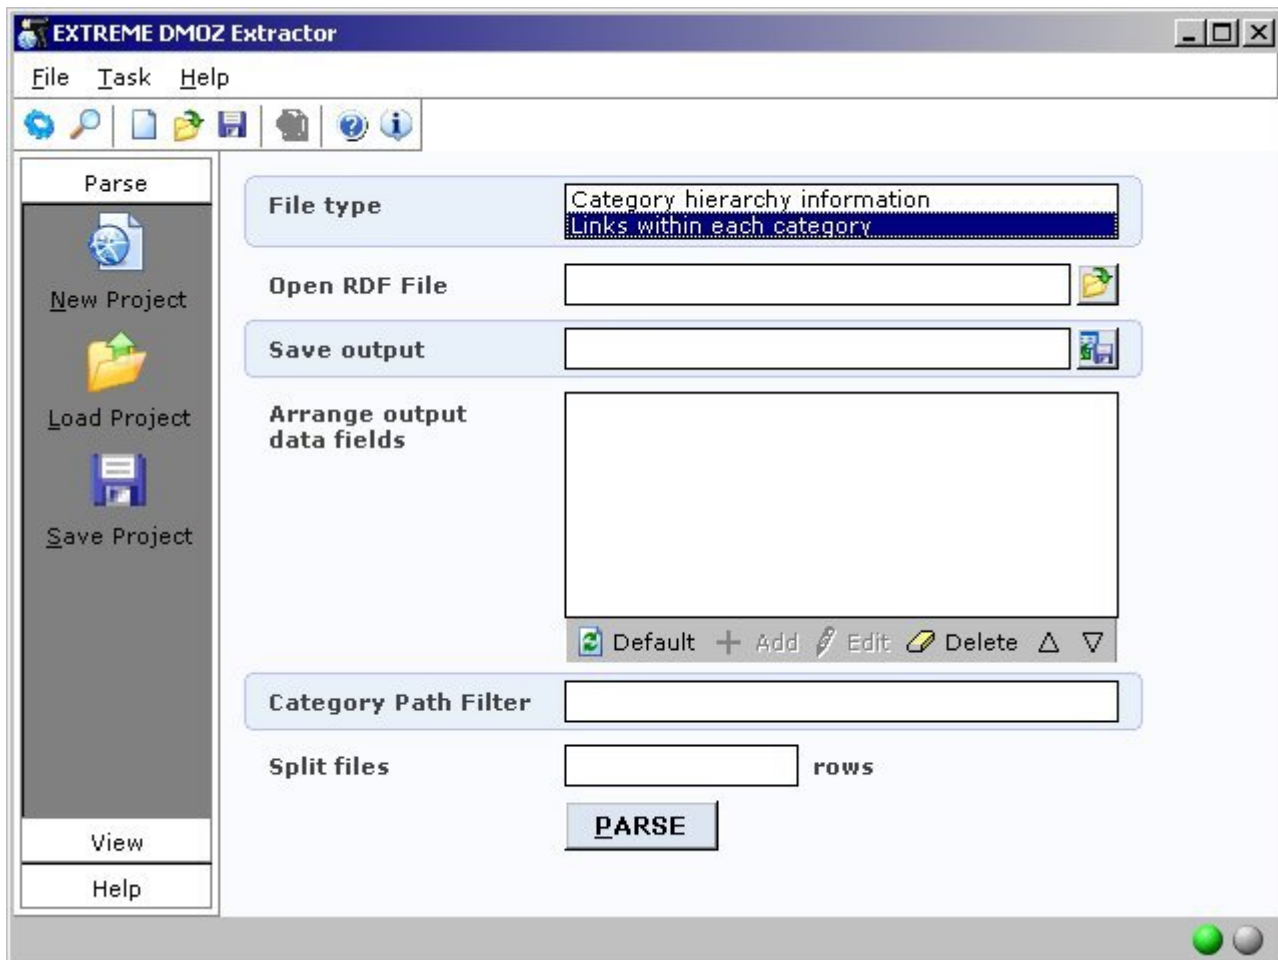 EXTREME DMOZ Extractor
File Task Help
Parse
New Project
Load Project
Save Project
View
Help
File type
Category hierarchy information
Links within each category
Open RDF File
Save output
Arrange output
data fields
Default Add Edit Delete
Category Path Filter
Split files rows
PARSE